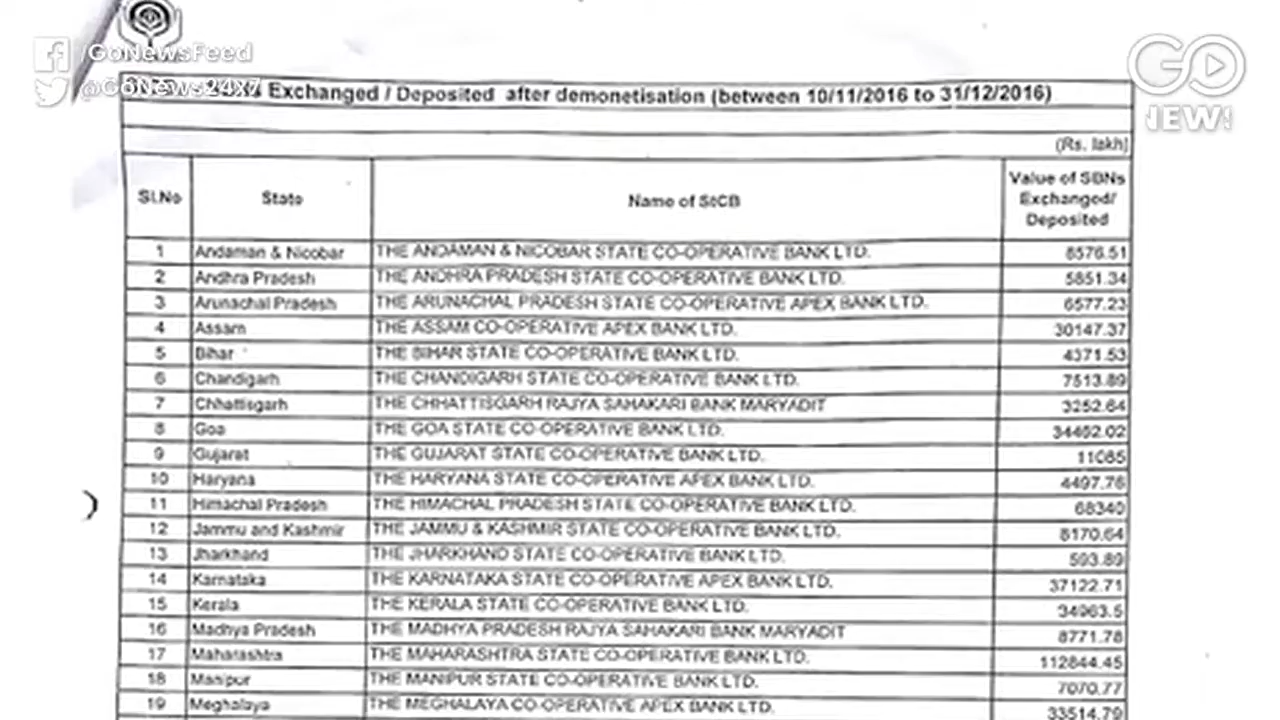 /GoNewsFeed
@GoNews24x7
GO
NEWS
Exchanged / Deposited after demonetisation (between 10/11/2016 to 31/12/2016)
(Rs. lakh)
Sl.No State Name of StCB Value of SBNs Exchanged/ Deposited
1 Andaman & Nicobar THE ANDAMAN & NICOBAR STATE CO-OPERATIVE BANK LTD. 8576.51
2 Andhra Pradesh THE ANDHRA PRADESH STATE CO-OPERATIVE BANK LTD. 5851.34
3 Arunachal Pradesh THE ARUNACHAL PRADESH STATE CO-OPERATIVE APEX BANK LTD. 6577.23
4 Assam THE ASSAM CO-OPERATIVE APEX BANK LTD. 30147.37
5 Bihar THE BIHAR STATE CO-OPERATIVE BANK LTD. 4371.53
6 Chandigarh THE CHANDIGARH STATE CO-OPERATIVE BANK LTD. 7513.89
7 Chhattisgarh THE CHHATTISGARH RAJYA SAHAKARI BANK MARYADIT 3252.64
8 Goa THE GOA STATE CO-OPERATIVE BANK LTD. 34462.02
9 Gujarat THE GUJARAT STATE CO-OPERATIVE BANK LTD. 11085
10 Haryana THE HARYANA STATE CO-OPERATIVE APEX BANK LTD. 4497.76
11 Himachal Pradesh THE HIMACHAL PRADESH STATE CO-OPERATIVE BANK LTD. 68340
12 Jammu and Kashmir THE JAMMU & KASHMIR STATE CO-OPERATIVE BANK LTD. 8170.64
13 Jharkhand THE JHARKHAND STATE CO-OPERATIVE BANK LTD. 593.89
14 Karnataka THE KARNATAKA STATE CO-OPERATIVE APEX BANK LTD. 37122.71
15 Kerala THE KERALA STATE CO-OPERATIVE BANK LTD. 34963.5
16 Madhya Pradesh THE MADHYA PRADESH RAJYA SAHAKARI BANK MARYADIT 8771.78
17 Maharashtra THE MAHARASHTRA STATE CO-OPERATIVE BANK LTD. 112844.45
18 Manipur THE MANIPUR STATE CO-OPERATIVE BANK LTD. 7070.77
19 Meghalaya THE MEGHALAYA CO-OPERATIVE APEX BANK LTD. 33514.79